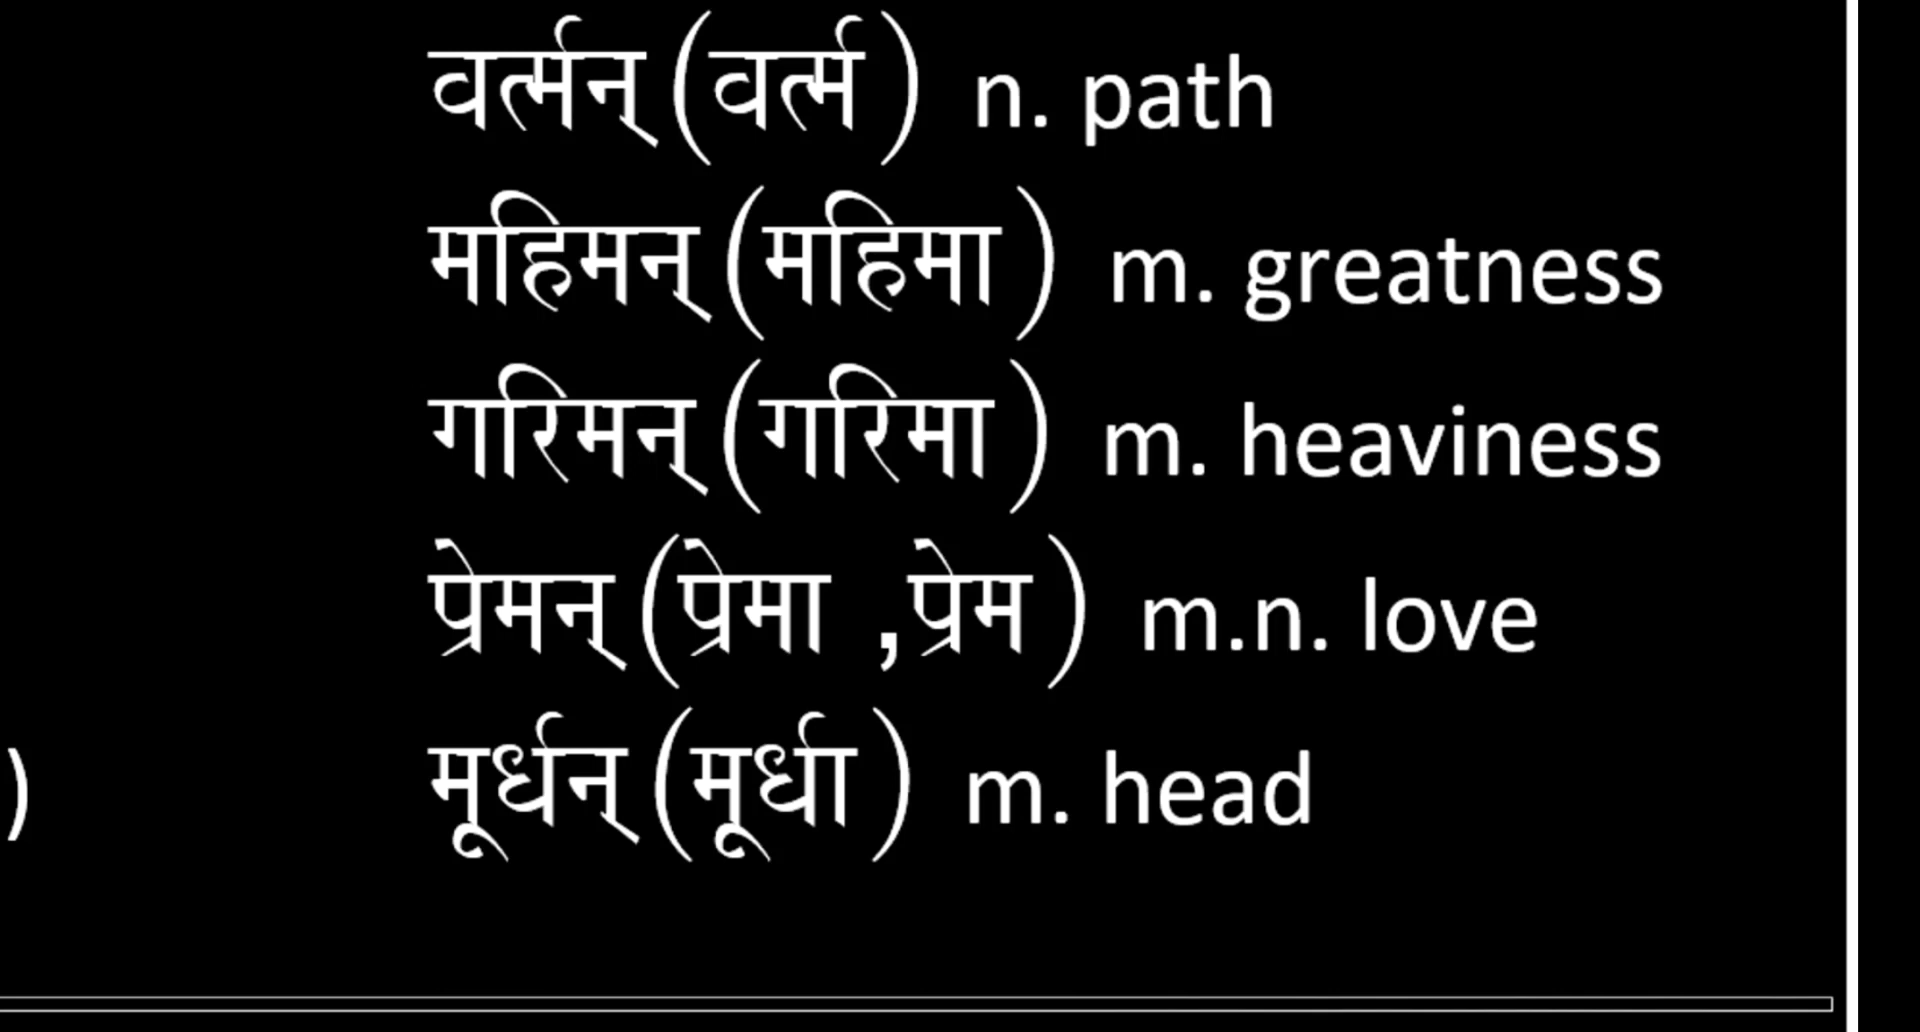 वर्त्मन् (वर्त्म) n. path
महिमन् (महिमा) m. greatness
गरिमन् (गरिमा) m. heaviness
प्रेमन् (प्रेमा ,प्रेम) m.n. love
) मूर्धन् (मूर्धा) m. head